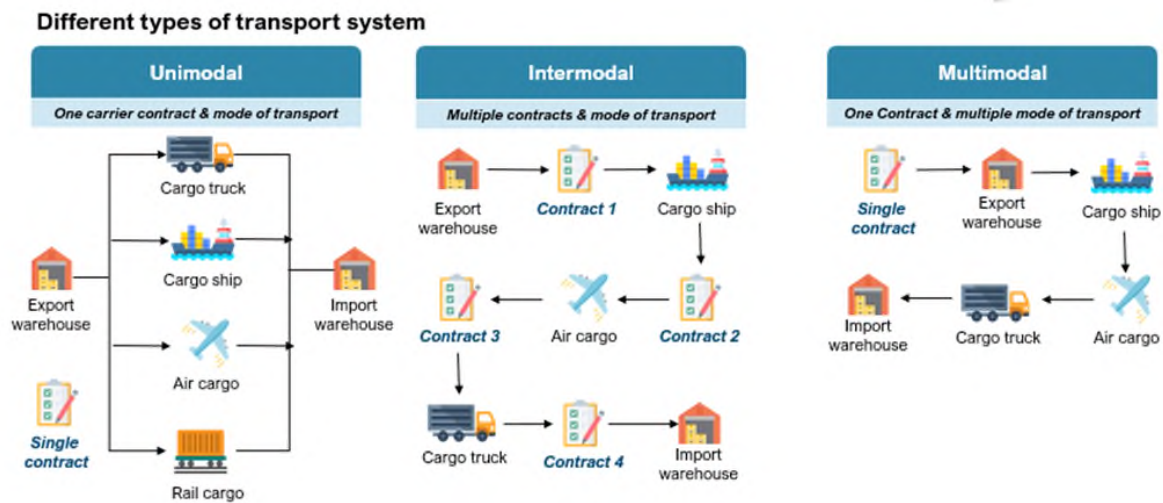 Different types of transport system
Unimodal
One carrier contract & mode of transport
Cargo truck
Cargo ship
Export
warehouse
Import
warehouse
Air cargo
Single
contract
Rail cargo
Intermodal
Multiple contracts & mode of transport
Export
warehouse
Contract 1
Cargo ship
Contract 3
Air cargo
Contract 2
Cargo truck
Contract 4
Import
warehouse
Multimodal
One Contract & multiple mode of transport
Single
contract
Export
warehouse
Cargo ship
Import
warehouse
Cargo truck
Air cargo